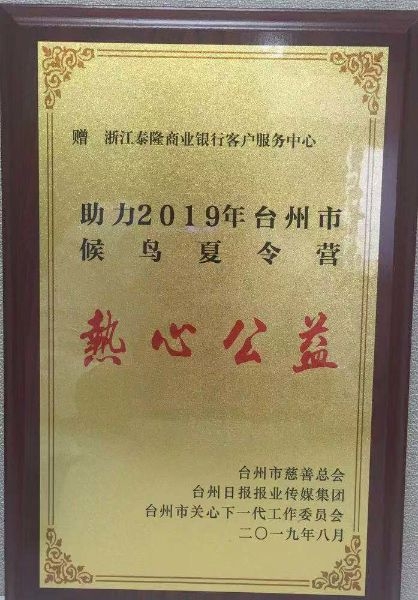 赠 浙江泰隆商业银行客户服务中心
助力2019年台州市
候鸟夏令营
熱心公益
台州市慈善总会
台州日报报业传媒集团
台州市关心下一代工作委员会
二〇一九年八月